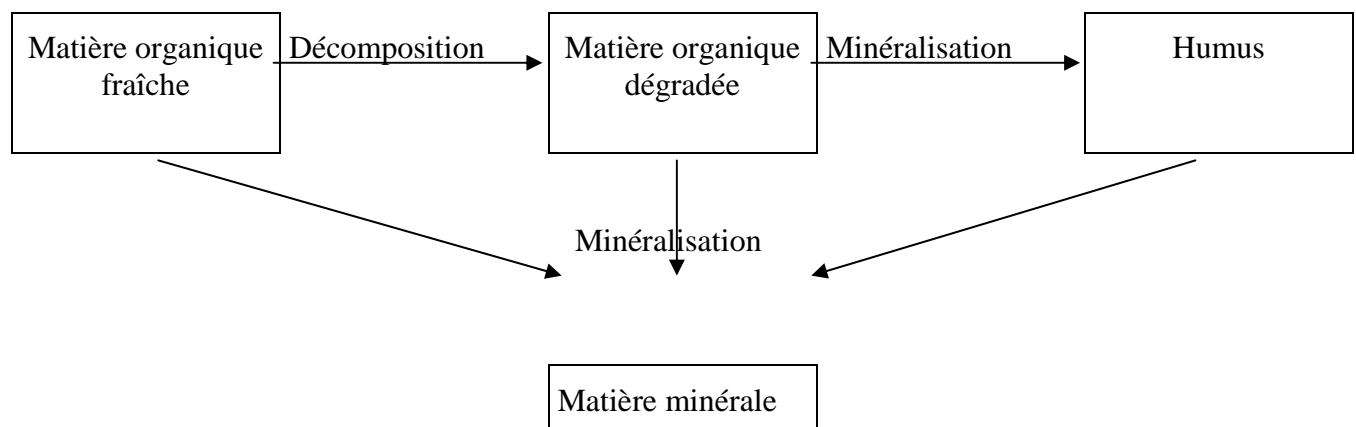 Matière organique
fraîche
Décomposition
Matière organique
dégradée
Minéralisation
Humus
Minéralisation
Matière minérale